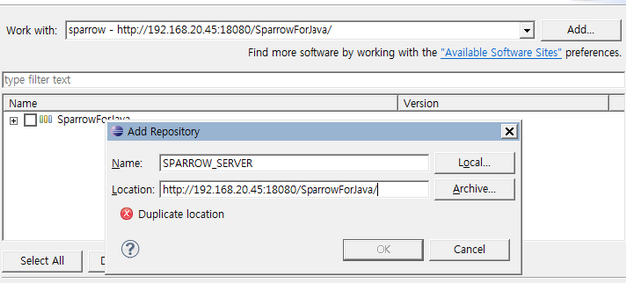 Work with: sparrow - http://192.168.20.45:18080/SparrowForJava/ Add...
Find more software by working with the "Available Software Sites" preferences.
type filter text
Name Version
SparrowForJava
Add Repository
Name: SPARROW_SERVER Local...
Location: http://192.168.20.45:18080/SparrowForJava/ Archive...
Duplicate location
OK Cancel
Select All D